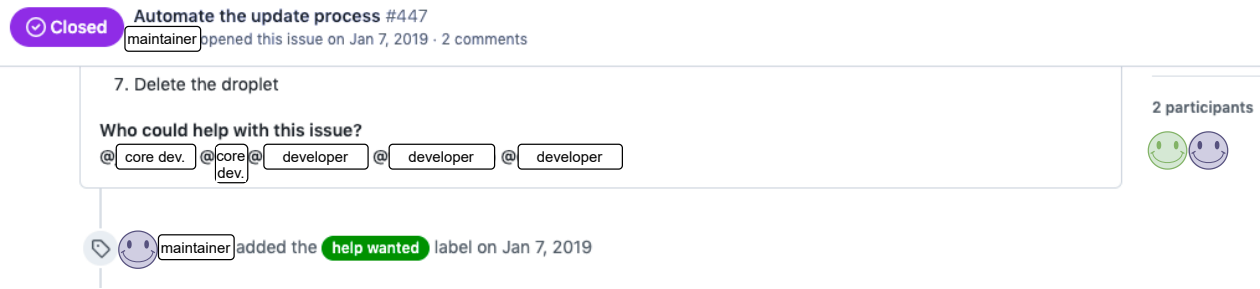 Closed
Automate the update process #447
maintainer opened this issue on Jan 7, 2019 · 2 comments
7. Delete the droplet
2 participants
Who could help with this issue?
@ core dev. @ core dev. @ developer @ developer @ developer
maintainer added the help wanted label on Jan 7, 2019